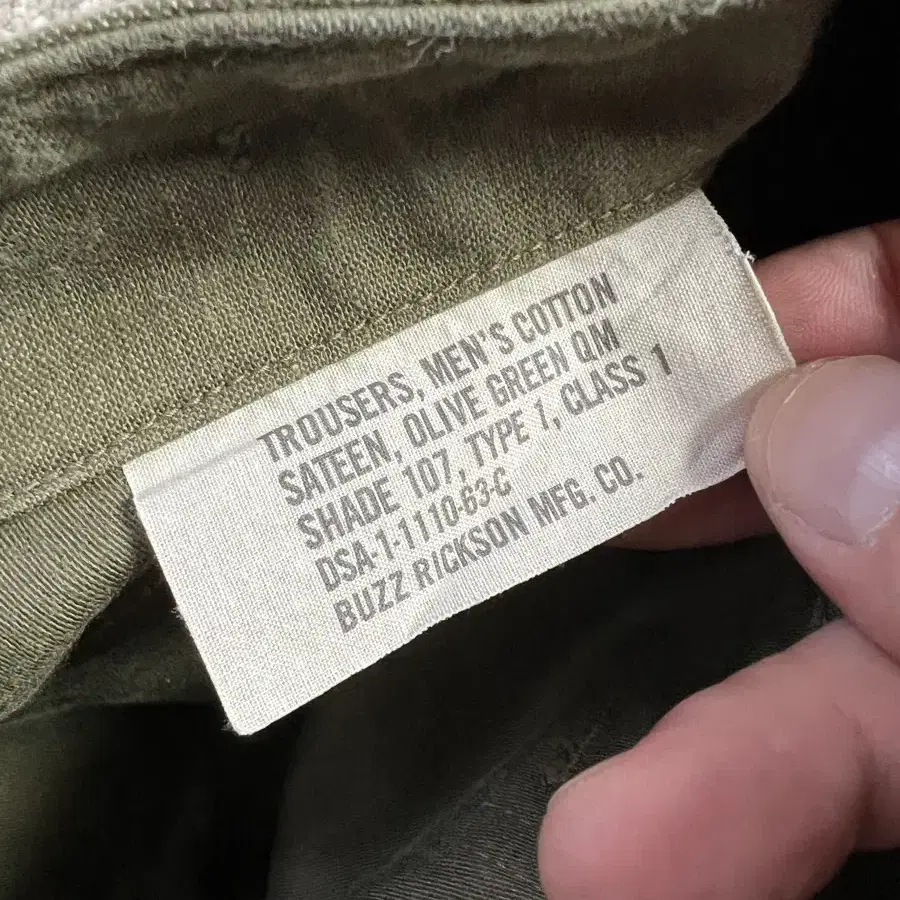 TROUSERS, MEN'S COTTON
SATEEN, OLIVE GREEN QM
SHADE 107, TYPE 1, CLASS 1
DSA-1-1110-63-C
BUZZ RICKSON MFG. CO.